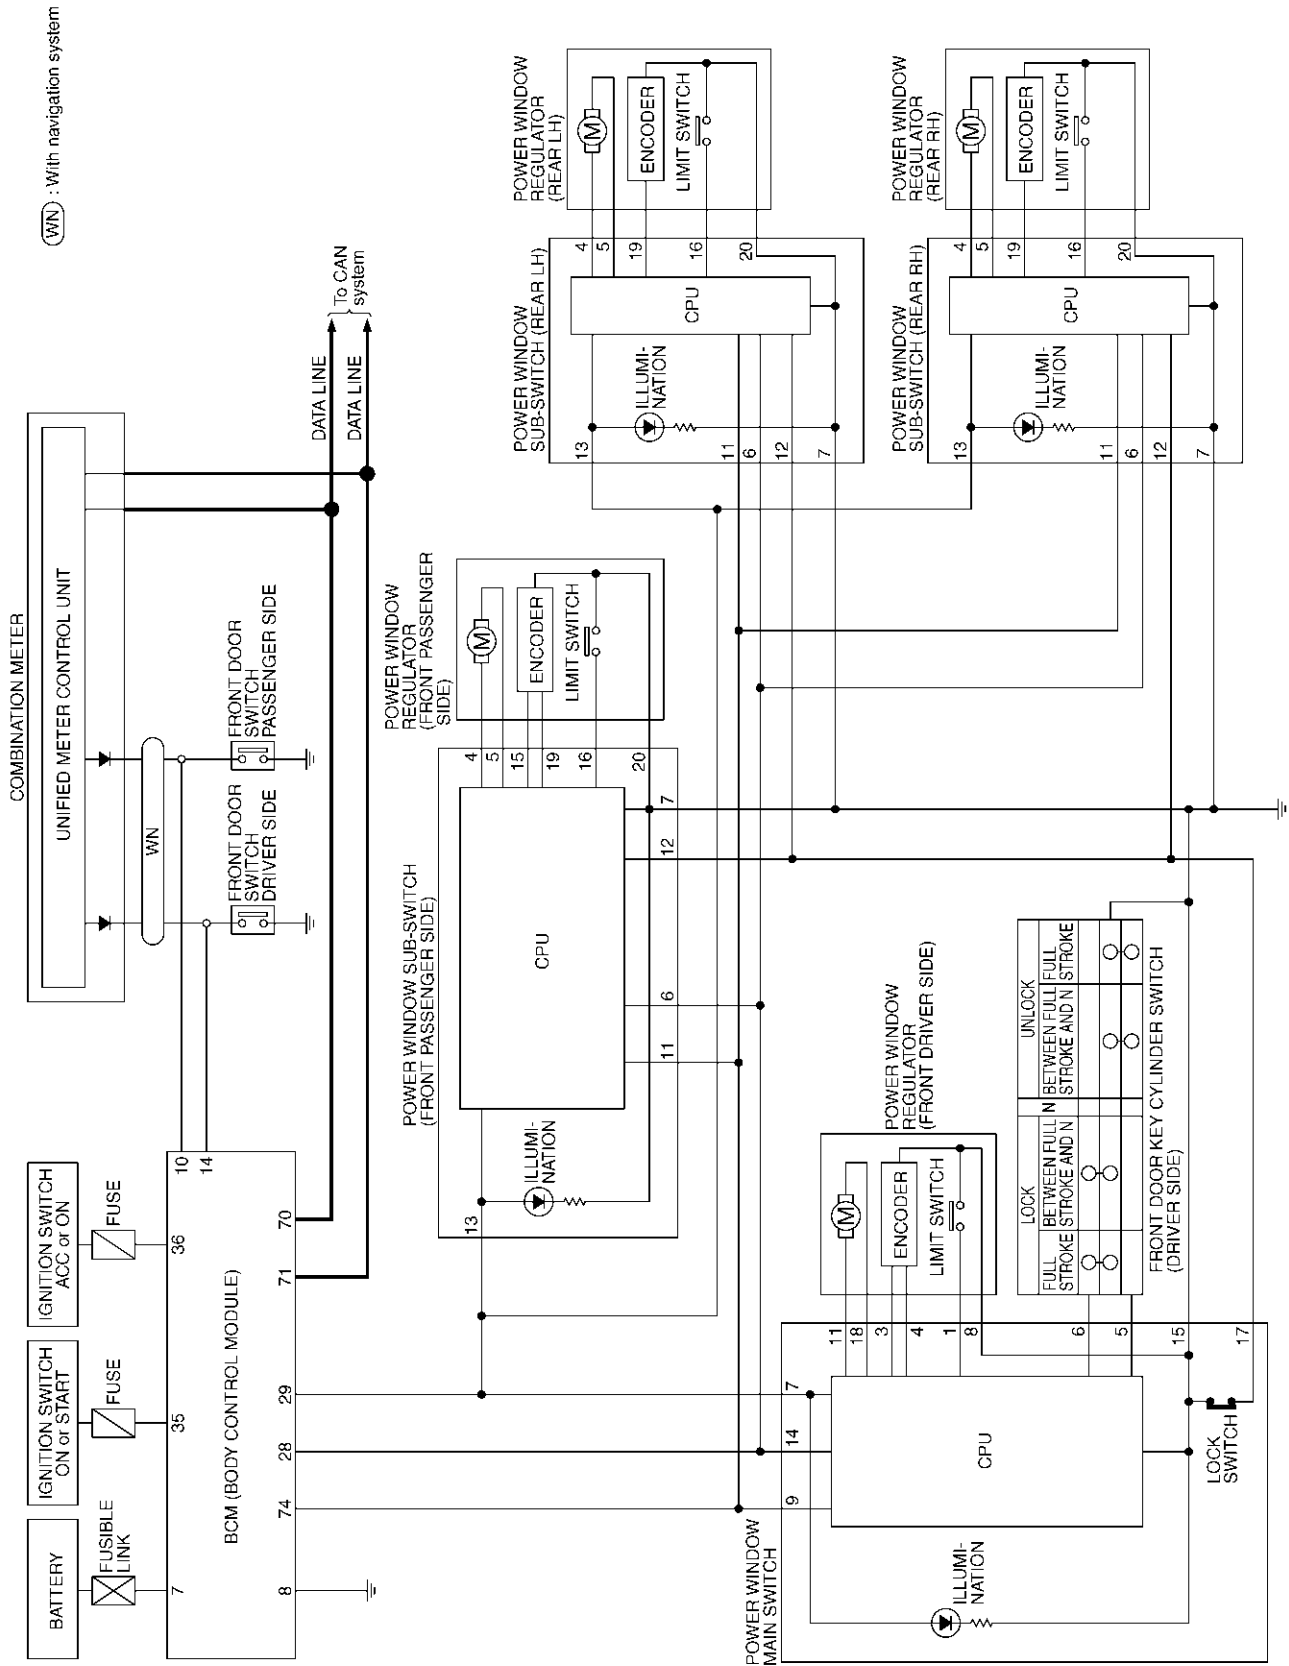 WN : With navigation system
COMBINATION METER
UNIFIED METER CONTROL UNIT
WN
FRONT DOOR
SWITCH
DRIVER SIDE
FRONT DOOR
SWITCH
PASSENGER SIDE
DATA LINE
DATA LINE
To CAN
system
BATTERY
FUSIBLE
LINK
IGNITION SWITCH
ON or START
FUSE
IGNITION SWITCH
ACC or ON
FUSE
7
35
36
10
14
BCM (BODY CONTROL MODULE)
8
74
28
29
71
70
POWER WINDOW SUB-SWITCH
(FRONT PASSENGER SIDE)
13
ILLUMI-
NATION
CPU
4
5
15
19
16
20
11
6
12
7
POWER WINDOW
REGULATOR
(FRONT PASSENGER
SIDE)
M
ENCODER
LIMIT SWITCH
POWER WINDOW
SUB-SWITCH (REAR LH)
13
11
6
12
7
ILLUMI-
NATION
CPU
4
5
19
16
20
POWER WINDOW
REGULATOR
(REAR LH)
M
ENCODER
LIMIT SWITCH
POWER WINDOW
SUB-SWITCH (REAR RH)
13
11
6
12
7
ILLUMI-
NATION
CPU
4
5
19
16
20
POWER WINDOW
REGULATOR
(REAR RH)
M
ENCODER
LIMIT SWITCH
POWER WINDOW
MAIN SWITCH
9
14
7
ILLUMI-
NATION
CPU
LOCK
SWITCH
11
18
3
4
1
8
6
5
15
17
POWER WINDOW
REGULATOR
(FRONT DRIVER SIDE)
M
ENCODER
LIMIT SWITCH
LOCK
N
UNLOCK
FULL
STROKE
BETWEEN FULL
STROKE AND N
BETWEEN FULL
STROKE AND N
FULL
STROKE
FRONT DOOR KEY CYLINDER SWITCH
(DRIVER SIDE)